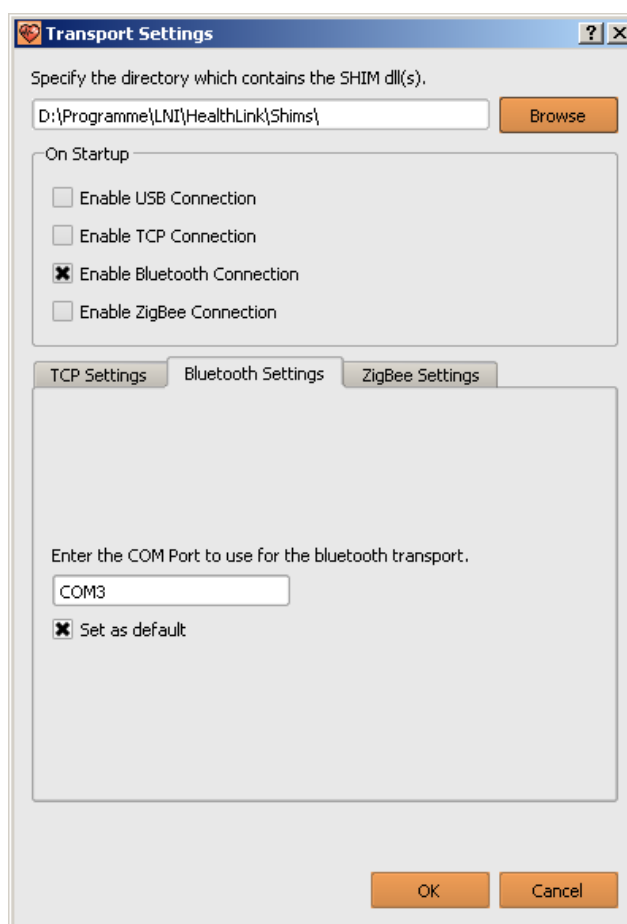 Transport Settings
Specify the directory which contains the SHIM dll(s).
D:\Programme\LNI\HealthLink\Shims\ Browse
On Startup
Enable USB Connection
Enable TCP Connection
Enable Bluetooth Connection
Enable ZigBee Connection
TCP Settings Bluetooth Settings ZigBee Settings
Enter the COM Port to use for the bluetooth transport.
COM3
Set as default
OK Cancel